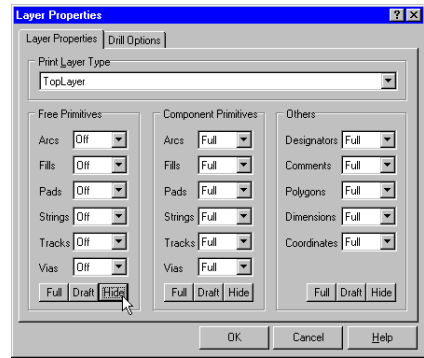 Layer Properties ? X
Layer Properties Drill Options
Print Layer Type
TopLayer
Free Primitives Component Primitives Others
Arcs Off Arcs Full Designators Full
Fills Off Fills Full Comments Full
Pads Off Pads Full Polygons Full
Strings Off Strings Full Dimensions Full
Tracks Off Tracks Full Coordinates Full
Vias Off Vias Full
Full Draft Hide Full Draft Hide Full Draft Hide
OK Cancel Help